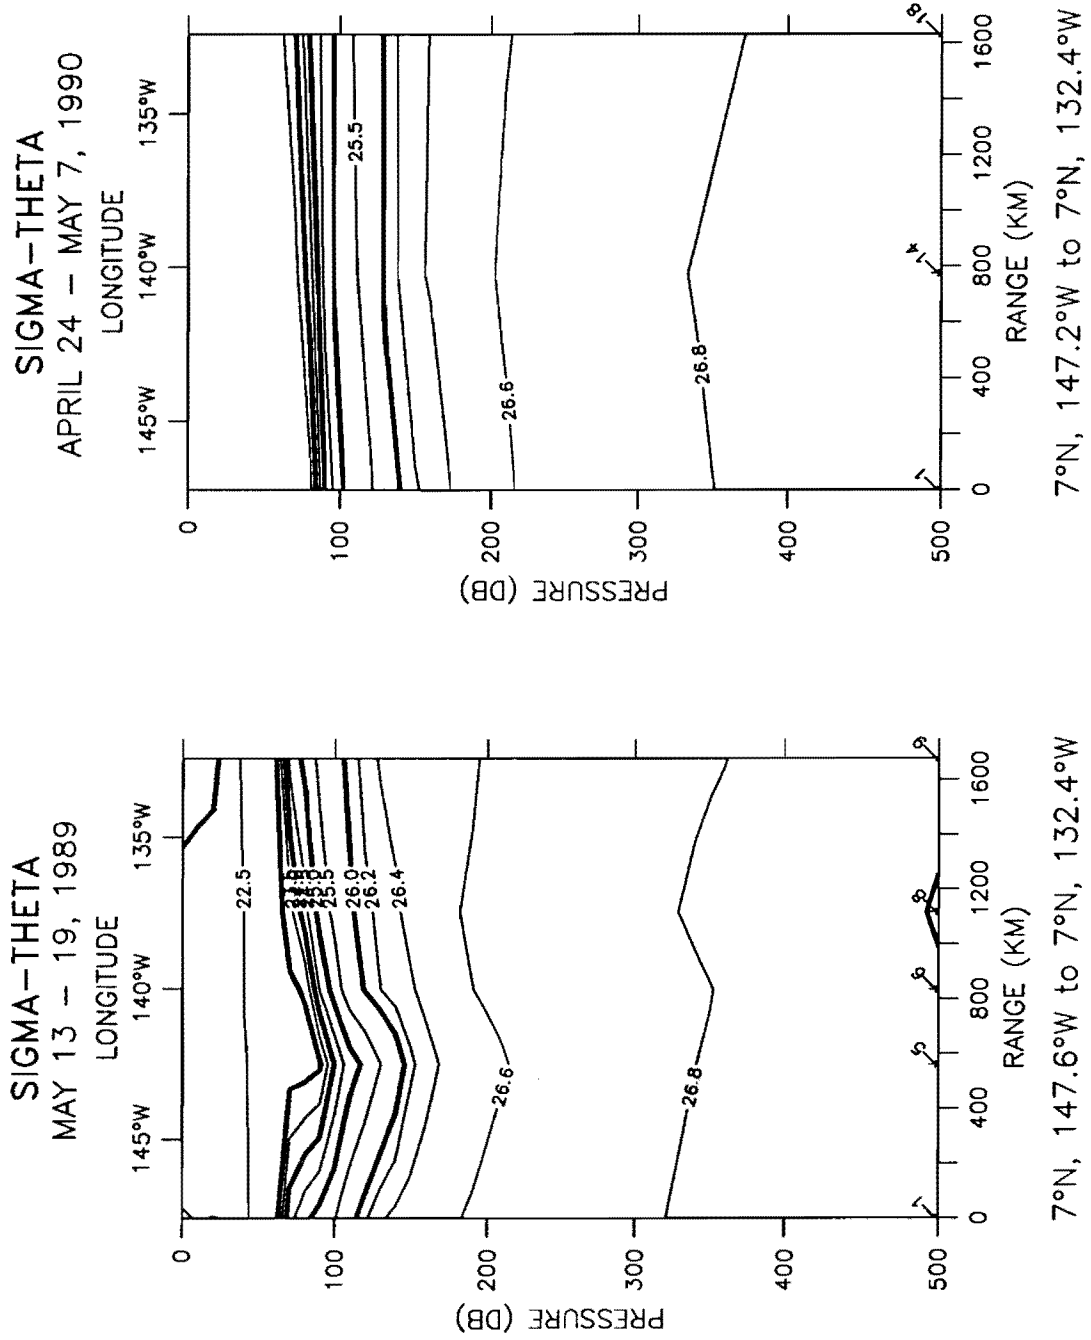 SIGMA-THETA
MAY 13 - 19, 1989
LONGITUDE
145°W 140°W 135°W
0
100
200
300
400
500
PRESSURE (DB)
22.5
25.5
26.0
26.2
26.4
26.6
26.8
0 400 800 1200 1600
RANGE (KM)
7°N, 147.6°W to 7°N, 132.4°W
SIGMA-THETA
APRIL 24 - MAY 7, 1990
LONGITUDE
145°W 140°W 135°W
0
100
200
300
400
500
PRESSURE (DB)
25.5
26.6
26.8
1 14 18
0 400 800 1200 1600
RANGE (KM)
7°N, 147.2°W to 7°N, 132.4°W